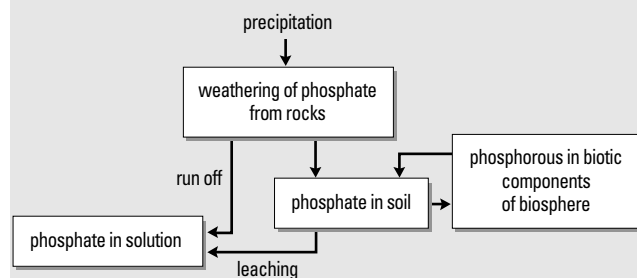 precipitation
weathering of phosphate
from rocks
run off
phosphorous in biotic
components
of biosphere
phosphate in soil
phosphate in solution
leaching